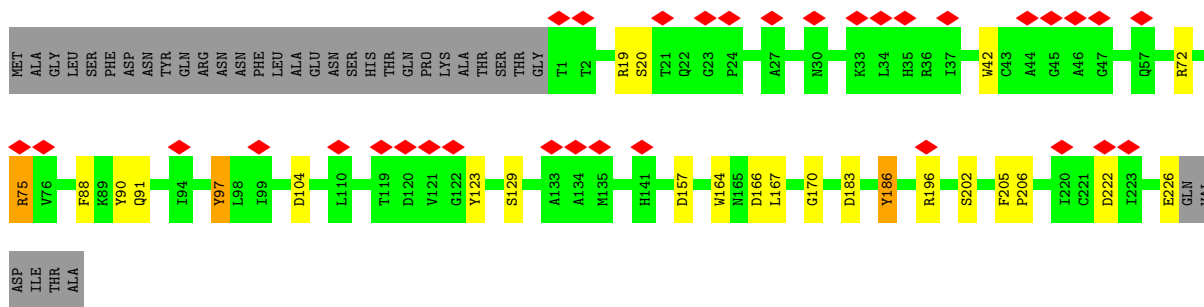 MET ALA GLY LEU SER PHE ASP ASN TYR GLN ARG ASN ASN PHE LEU ALA GLU ASN SER HIS THR GLN PRO LYS ALA THR SER THR GLY T1 T2 R19 S20 T21 Q22 G23 P24 A27 N30 K33 L34 H35 R36 I37 W42 C43 A44 G45 A46 G47 Q57 R72
R75 V76 F88 K89 Y90 Q91 I94 Y97 L98 I99 D104 L110 T119 D120 V121 G122 Y123 S129 A133 A134 M135 H141 D157 W164 N165 D166 L167 G170 D183 Y186 R196 S202 F205 P206 I220 C221 D222 I223 E226 GLN VAL
ASP ILE THR ALA